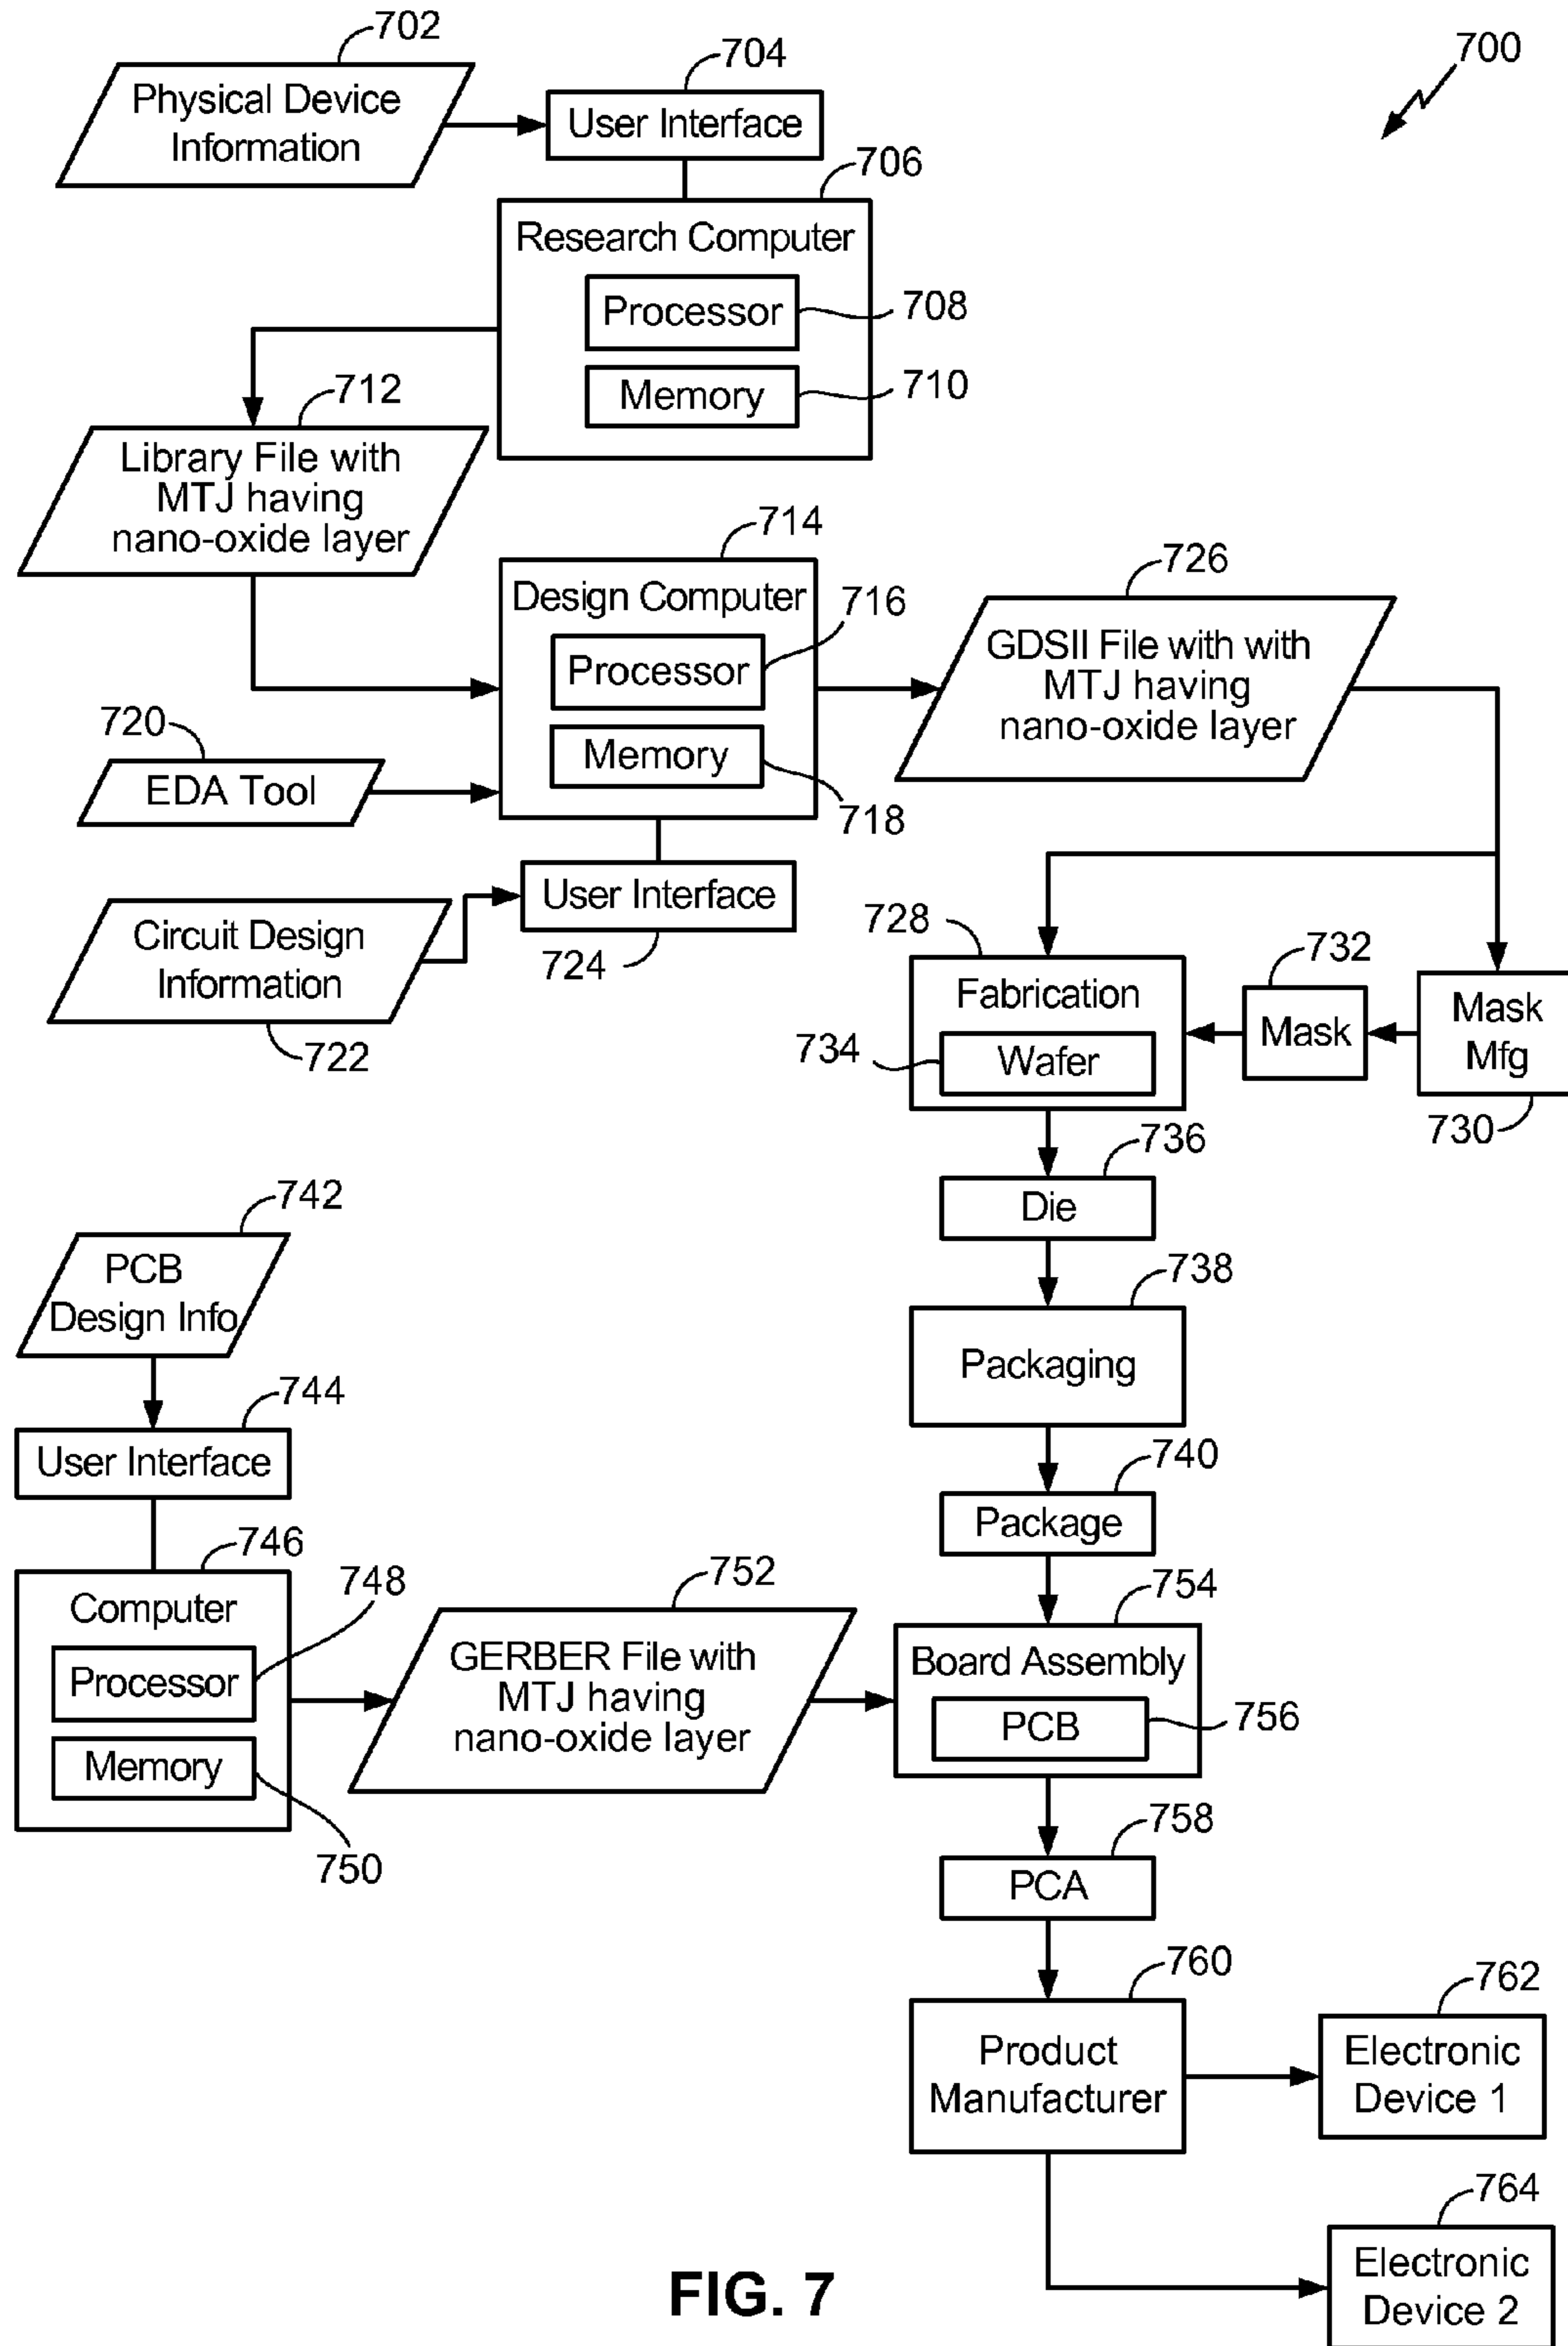 702
704
700
Physical Device
Information
User Interface
706
Research Computer
Processor
708
Memory
710
712
Library File with
MTJ having
nano-oxide layer
714
Design Computer
716
Processor
Memory
718
726
GDSII File with with
MTJ having
nano-oxide layer
720
EDA Tool
User Interface
724
Circuit Design
Information
722
728
Fabrication
734
Wafer
732
Mask
Mask
Mfg
730
736
Die
738
Packaging
740
Package
742
PCB
Design Info
744
User Interface
746
Computer
748
Processor
Memory
750
752
GERBER File with
MTJ having
nano-oxide layer
754
Board Assembly
PCB
756
758
PCA
760
Product
Manufacturer
762
Electronic
Device 1
764
Electronic
Device 2
FIG. 7